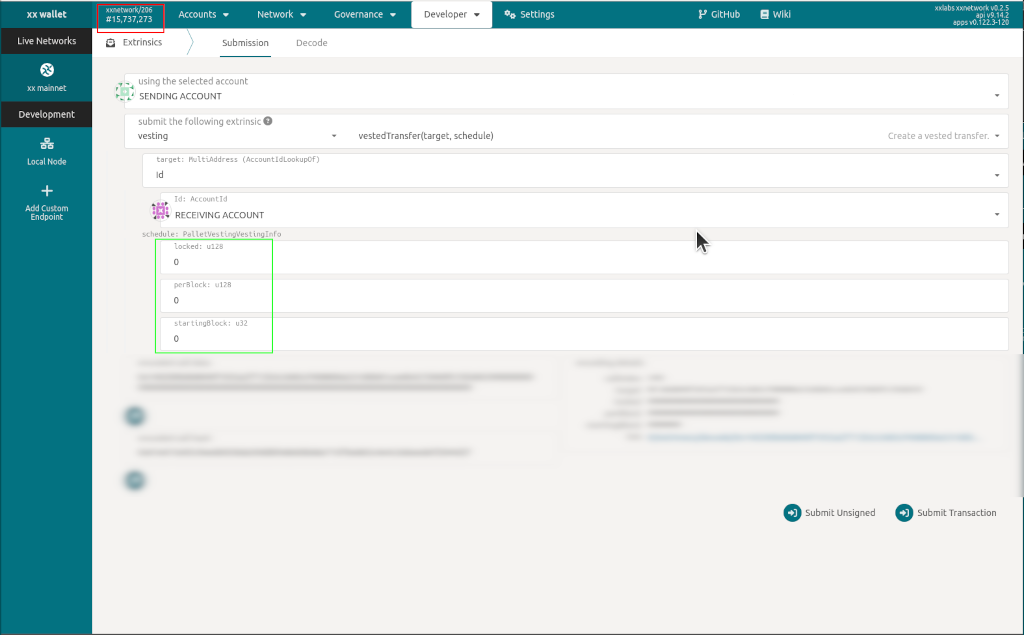 xx wallet
xxnetwork/206
#15,737,273
Accounts
Network
Governance
Developer
Settings
GitHub
Wiki
xxlabs xxnetwork v0.2.5
api v9.14.2
apps v0.122.3-120
Live Networks
xx mainnet
Development
Local Node
Add Custom
Endpoint
Extrinsics
Submission
Decode
using the selected account
SENDING ACCOUNT
submit the following extrinsic
vesting
vestedTransfer(target, schedule)
Create a vested transfer.
target: MultiAddress (AccountIdLookupOf)
Id
Id: AccountId
RECEIVING ACCOUNT
schedule: PalletVestingVestingInfo
locked: u128
0
perBlock: u128
0
startingBlock: u32
0
Submit Unsigned
Submit Transaction